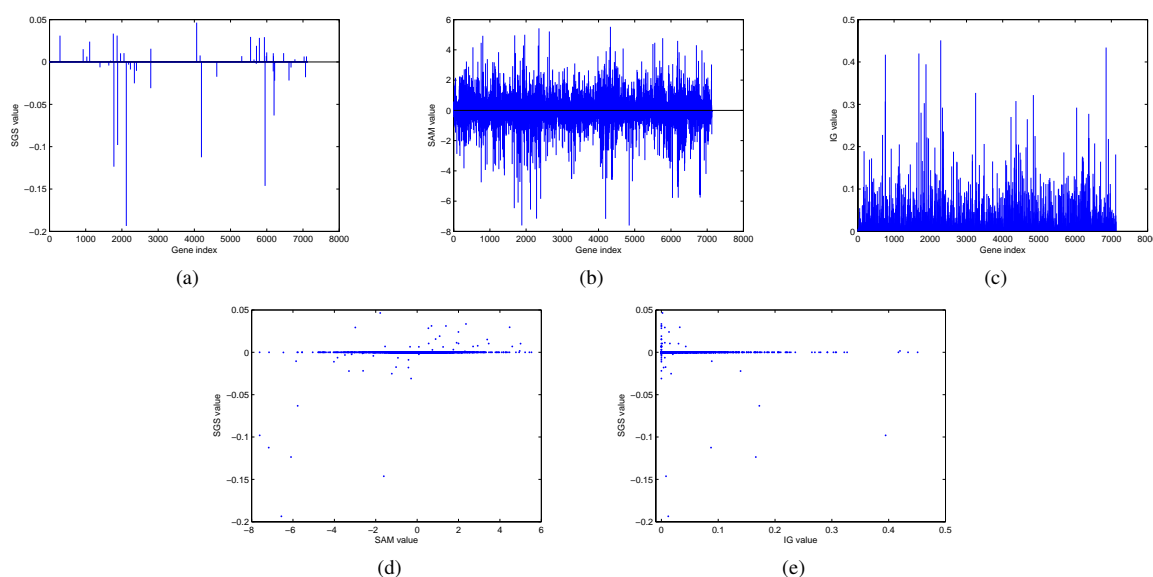 0.05
0
−0.05
−0.1
−0.15
−0.2
SGS value
0 1000 2000 3000 4000 5000 6000 7000 8000
Gene index
(a)
6
4
2
0
−2
−4
−6
−8
SAM value
0 1000 2000 3000 4000 5000 6000 7000 8000
Gene index
(b)
0.5
0.4
0.3
0.2
0.1
0
IG value
0 1000 2000 3000 4000 5000 6000 7000 800
Gene index
(c)
0.05
0
−0.05
−0.1
−0.15
−0.2
SGS value
−8 −6 −4 −2 0 2 4 6
SAM value
(d)
0.05
0
−0.05
−0.1
−0.15
−0.2
SGS value
0 0.1 0.2 0.3 0.4 0.5
IG value
(e)